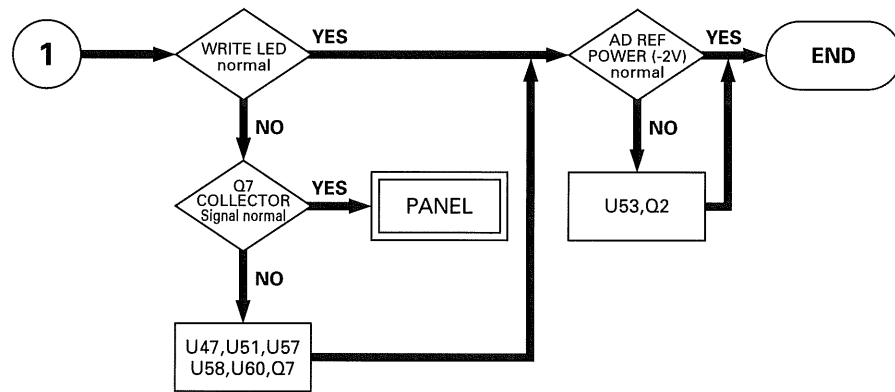 1
WRITE LED
normal
YES
AD REF
POWER (-2V)
normal
YES
END
NO
NO
Q7
COLLECTOR
Signal normal
YES
PANEL
U53,Q2
NO
U47,U51,U57
U58,U60,Q7